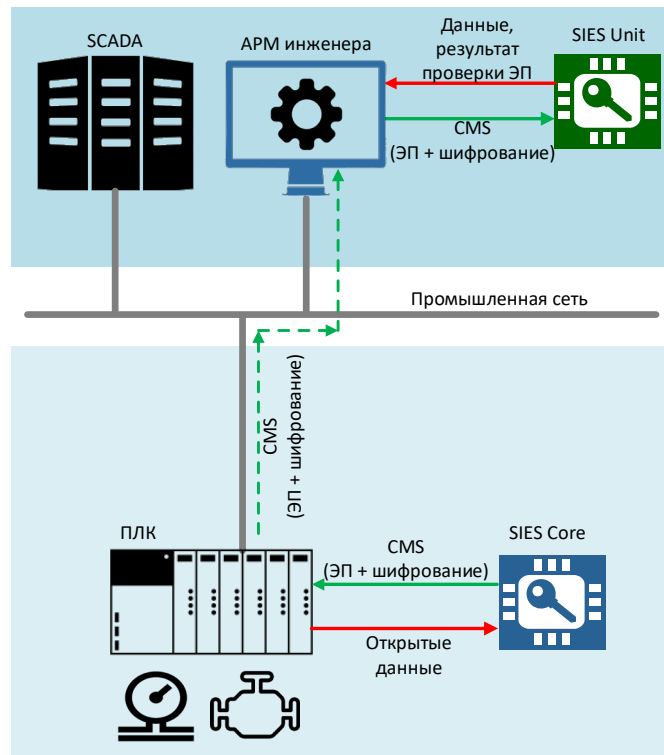 SCADA
АРМ инженера
Данные,
результат
проверки ЭП
SIES Unit
CMS
(ЭП + шифрование)
Промышленная сеть
CMS
(ЭП + шифрование)
ПЛК
CMS
(ЭП + шифрование)
SIES Core
Открытые
данные